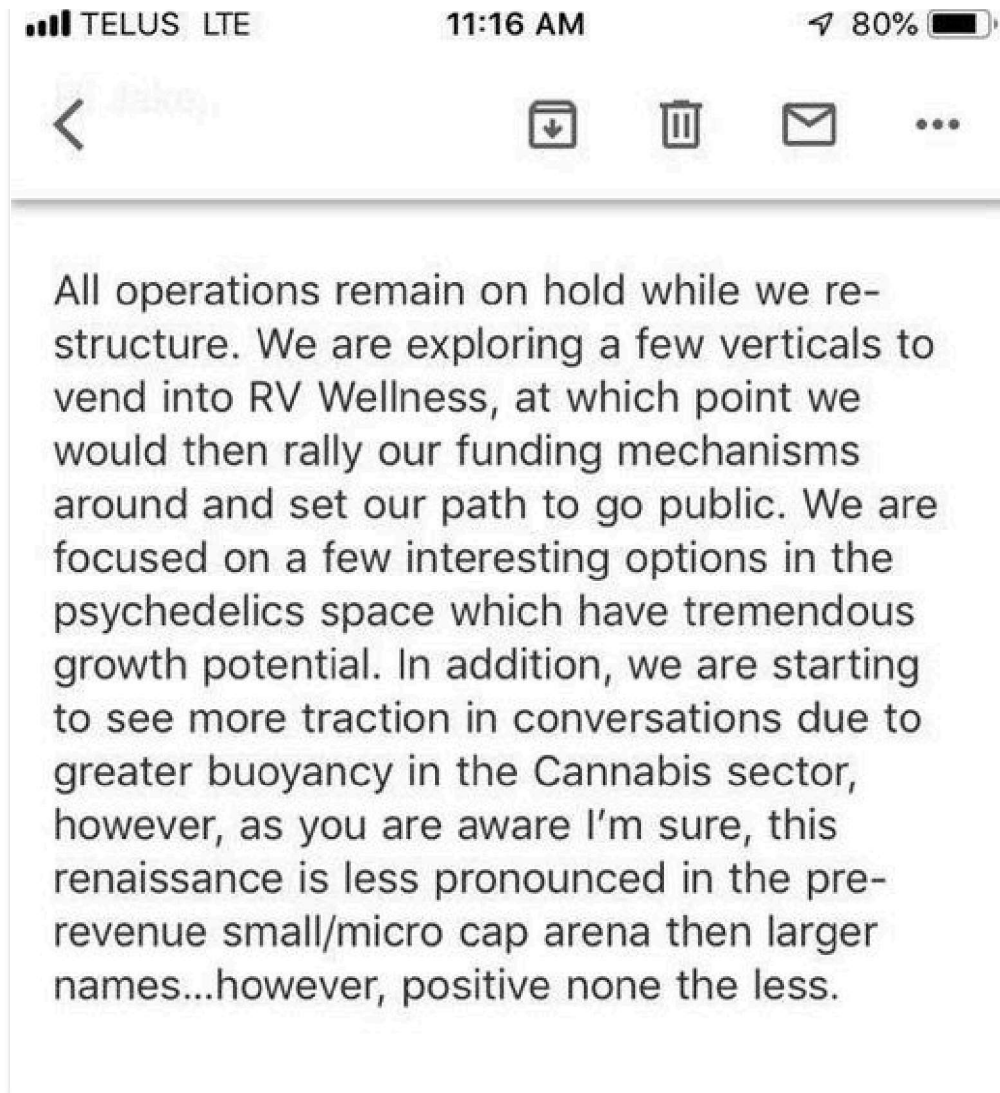 TELUS LTE 11:16 AM 80%
All operations remain on hold while we re-
structure. We are exploring a few verticals to
vend into RV Wellness, at which point we
would then rally our funding mechanisms
around and set our path to go public. We are
focused on a few interesting options in the
psychedelics space which have tremendous
growth potential. In addition, we are starting
to see more traction in conversations due to
greater buoyancy in the Cannabis sector,
however, as you are aware I'm sure, this
renaissance is less pronounced in the pre-
revenue small/micro cap arena then larger
names...however, positive none the less.